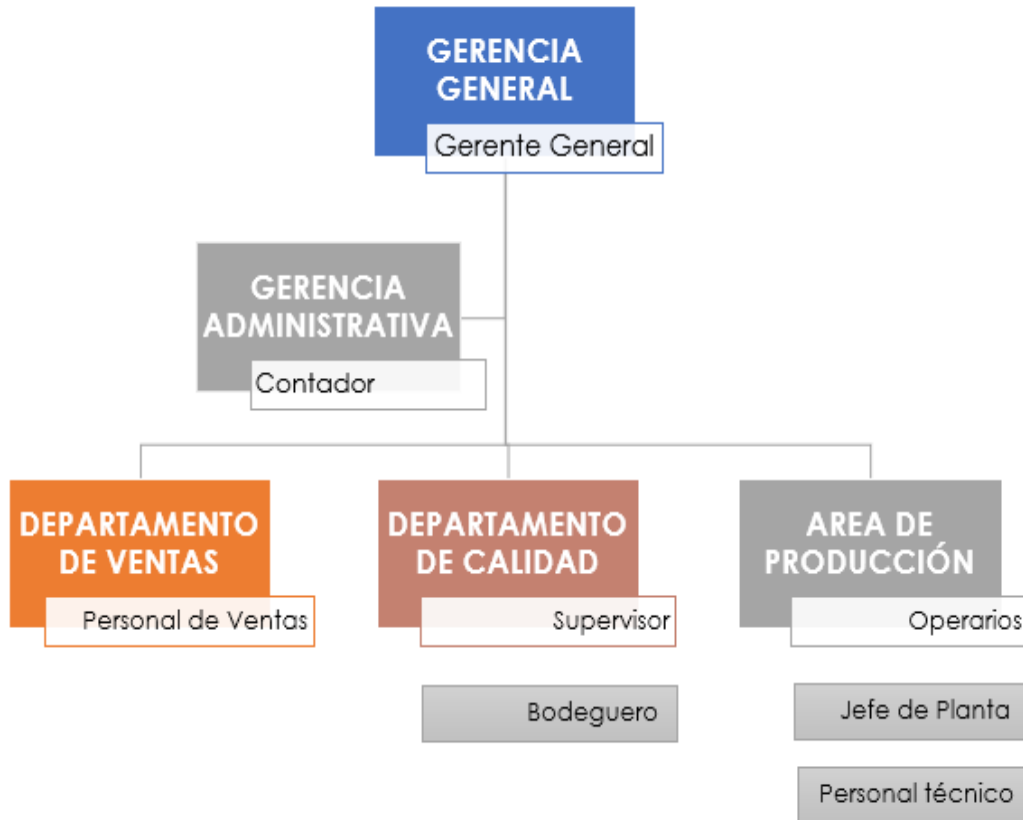 GERENCIA
GENERAL
Gerente General
GERENCIA
ADMINISTRATIVA
Contador
DEPARTAMENTO
DE VENTAS
Personal de Ventas
DEPARTAMENTO
DE CALIDAD
Supervisor
Bodeguero
AREA DE
PRODUCCIÓN
Operarios
Jefe de Planta
Personal técnico